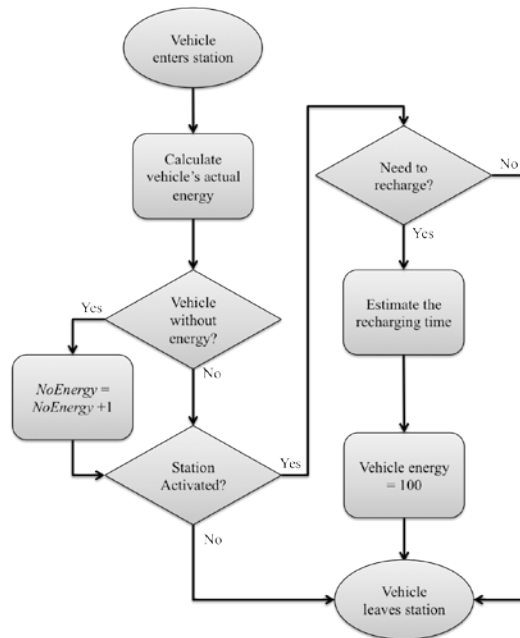 Vehicle
enters station
Calculate
vehicle's actual
energy
Vehicle
without
energy?
Yes
No
NoEnergy =
NoEnergy +1
Station
Activated?
Yes
No
Need to
recharge?
No
Yes
Estimate the
recharging time
Vehicle energy
= 100
Vehicle
leaves station